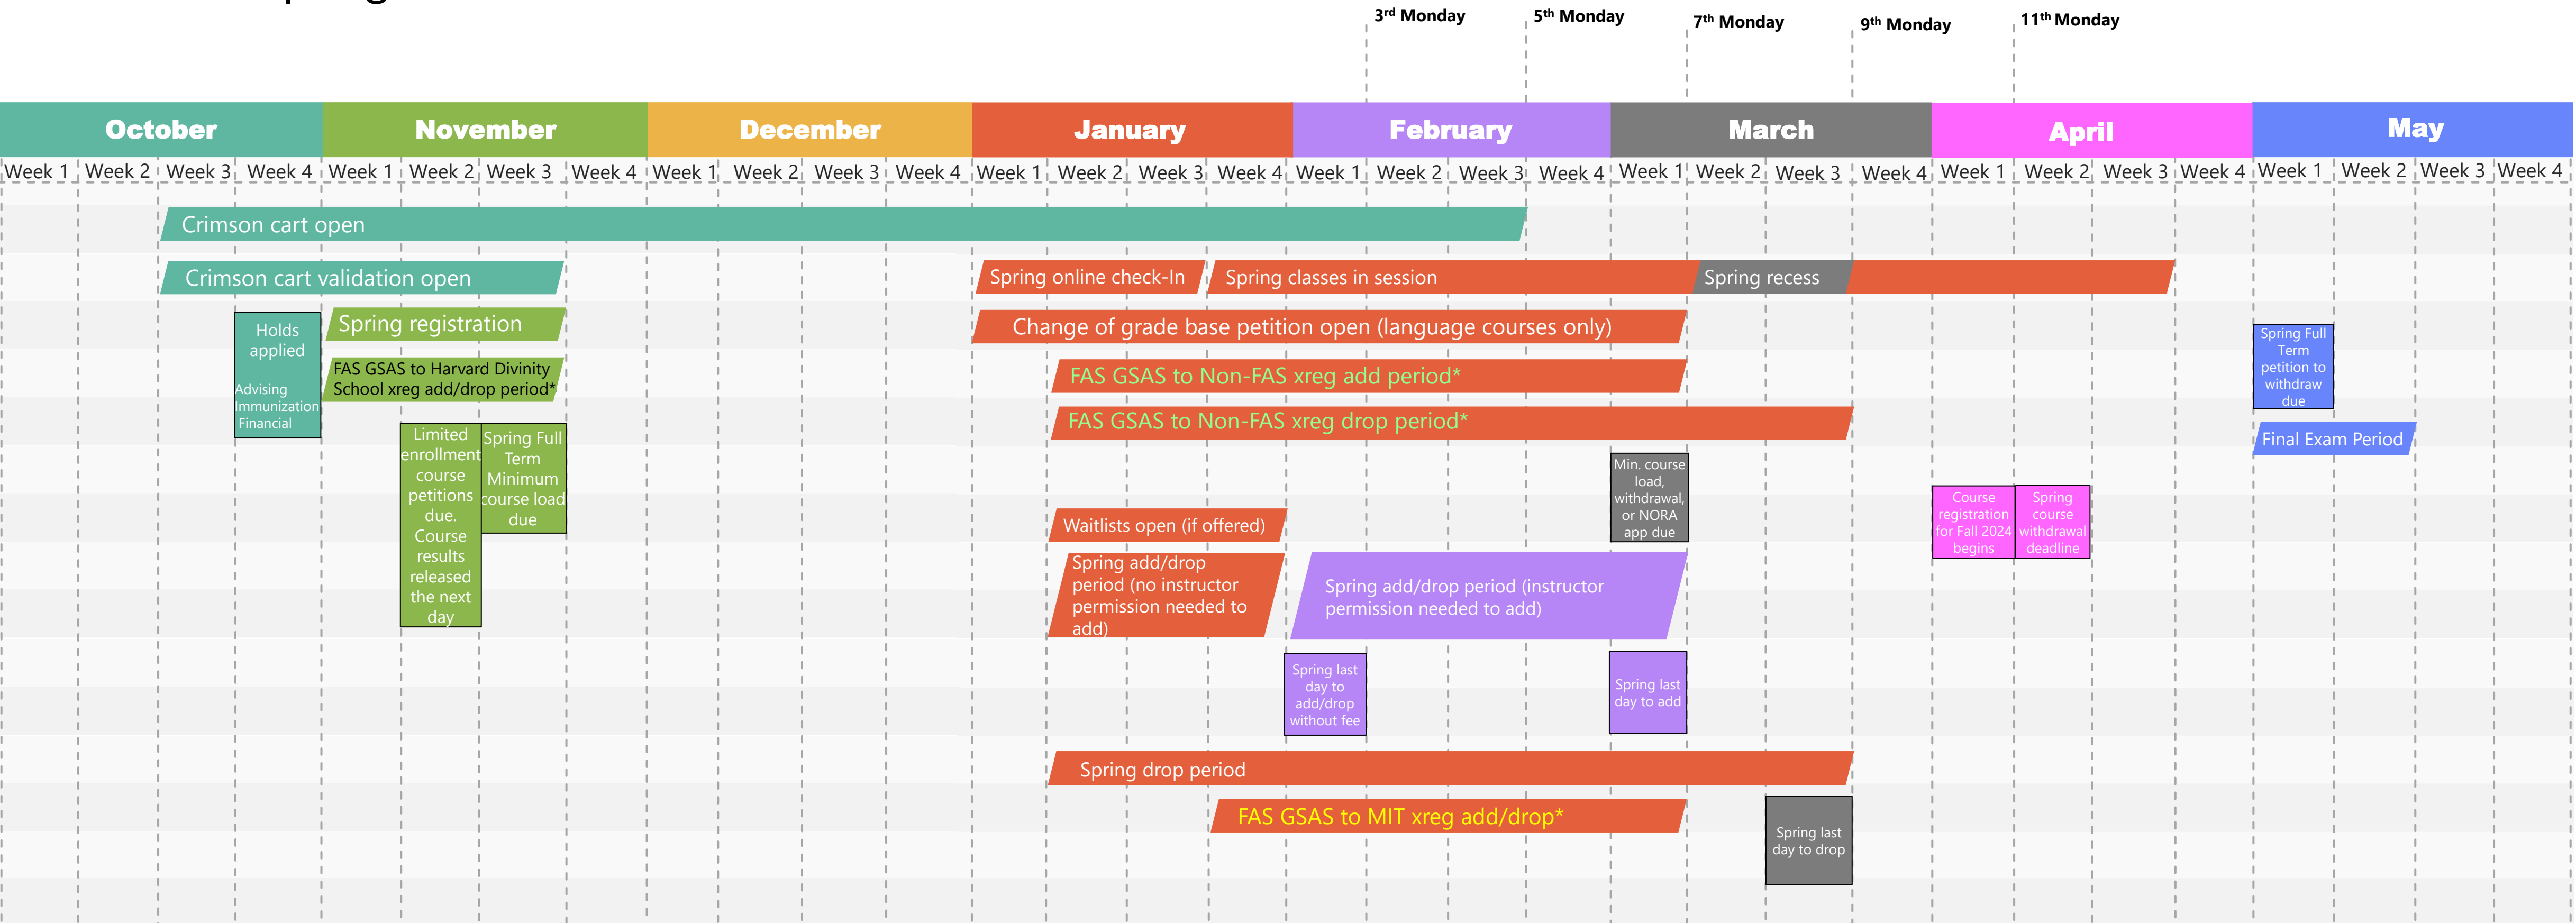 3rd Monday
5th Monday
7th Monday
9th Monday
11th Monday
October
November
December
January
February
March
April
May
Week 1 Week 2 Week 3 Week 4 Week 1 Week 2 Week 3 Week 4 Week 1 Week 2 Week 3 Week 4 Week 1 Week 2 Week 3 Week 4 Week 1 Week 2 Week 3 Week 4 Week 1 Week 2 Week 3 Week 4 Week 1 Week 2 Week 3 Week 4 Week 1 Week 2 Week 3 Week 4
Crimson cart open
Crimson cart validation open
Spring online check-In
Spring classes in session
Spring recess
Holds
applied
Advising
Immunization
Financial
Spring registration
Change of grade base petition open (language courses only)
FAS GSAS to Harvard Divinity
School xreg add/drop period*
FAS GSAS to Non-FAS xreg add period*
FAS GSAS to Non-FAS xreg drop period*
Spring Full
Term
petition to
withdraw
due
Final Exam Period
Limited
enrollment
course
petitions
due.
Course
results
released
the next
day
Spring Full
Term
Minimum
course load
due
Min. course
load,
withdrawal,
or NORA
app due
Course
registration
for Fall 2024
begins
Spring
course
withdrawal
deadline
Waitlists open (if offered)
Spring add/drop
period (no instructor
permission needed to
add)
Spring add/drop period (instructor
permission needed to add)
Spring last
day to
add/drop
without fee
Spring last
day to add
Spring drop period
FAS GSAS to MIT xreg add/drop*
Spring last
day to drop